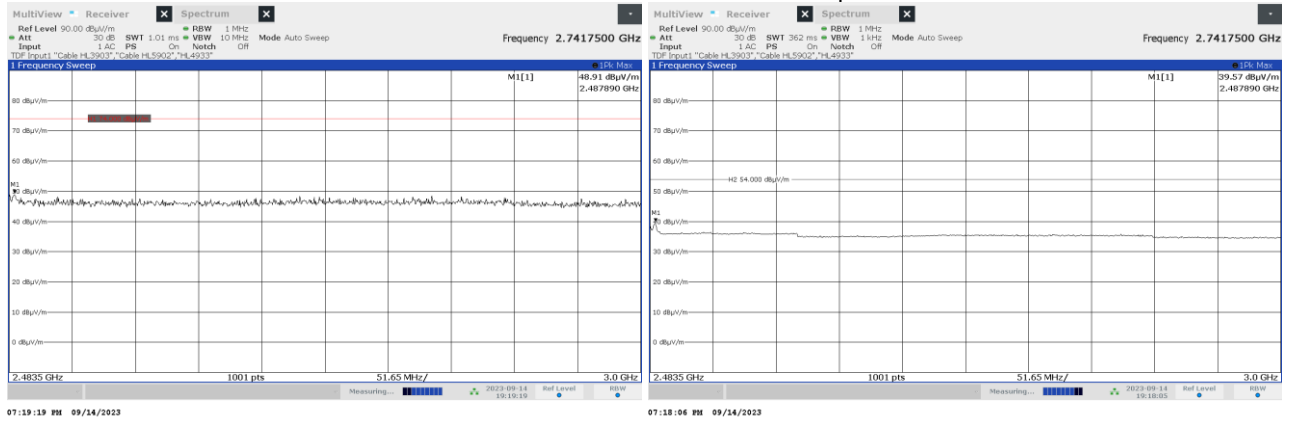 MultiView Receiver X Spectrum X
Ref Level 90.00 dBµV/m RBW 1 MHz
Att 30 dB SWT 1.01 ms VBW 10 MHz Mode Auto Sweep Frequency 2.7417500 GHz
Input 1 AC PS On Notch Off
TDF Input1 "Cable HL3903","Cable HL5902","HL4933"
1 Frequency Sweep 1Pk Max
M1[1] 48.91 dBµV/m
2.487890 GHz
80 dBµV/m
70 dBµV/m
60 dBµV/m
M1
50 dBµV/m
40 dBµV/m
30 dBµV/m
20 dBµV/m
10 dBµV/m
0 dBµV/m
2.4835 GHz 1001 pts 51.65 MHz/ 3.0 GHz
Measuring... 2023-09-14 Ref Level RBW
19:19:19
07:19:19 PM 09/14/2023
MultiView Receiver X Spectrum X
Ref Level 90.00 dBµV/m RBW 1 MHz
Att 30 dB SWT 362 ms VBW 1 kHz Mode Auto Sweep Frequency 2.7417500 GHz
Input 1 AC PS On Notch Off
TDF Input1 "Cable HL3903","Cable HL5902","HL4933"
1 Frequency Sweep 1Pk Max
M1[1] 39.57 dBµV/m
2.487890 GHz
80 dBµV/m
70 dBµV/m
60 dBµV/m
H2 54.000 dBµV/m
50 dBµV/m
M1
40 dBµV/m
30 dBµV/m
20 dBµV/m
10 dBµV/m
0 dBµV/m
2.4835 GHz 1001 pts 51.65 MHz/ 3.0 GHz
Measuring... 2023-09-14 Ref Level RBW
19:18:05
07:18:06 PM 09/14/2023